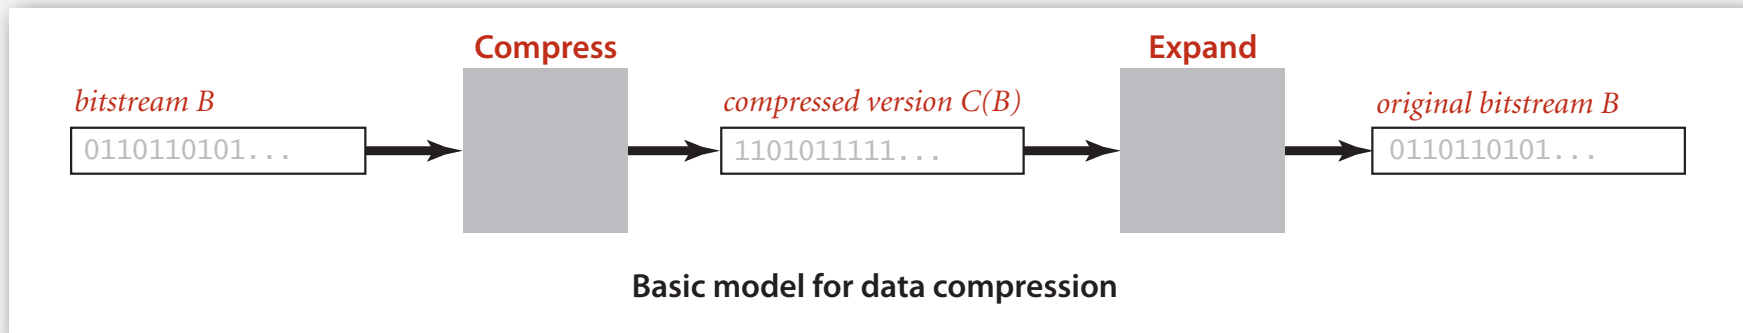 Compress
Expand
bitstream B
compressed version C(B)
original bitstream B
0110110101...
1101011111...
0110110101...
Basic model for data compression